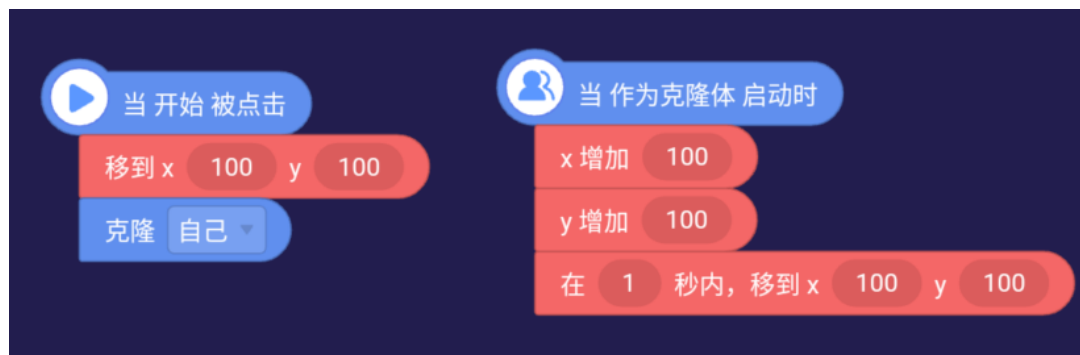 当 开始 被点击
移到 x 100 y 100
克隆 自己
当 作为克隆体 启动时
x 增加 100
y 增加 100
在 1 秒内，移到 x 100 y 100